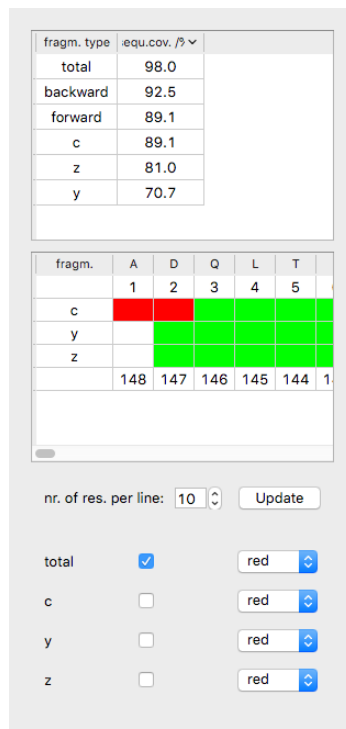 fragm. type :equ.cov. /%
total 98.0
backward 92.5
forward 89.1
c 89.1
z 81.0
y 70.7
fragm. A D Q L T
1 2 3 4 5
c
y
z
148 147 146 145 144
nr. of res. per line: 10 Update
total red
c red
y red
z red